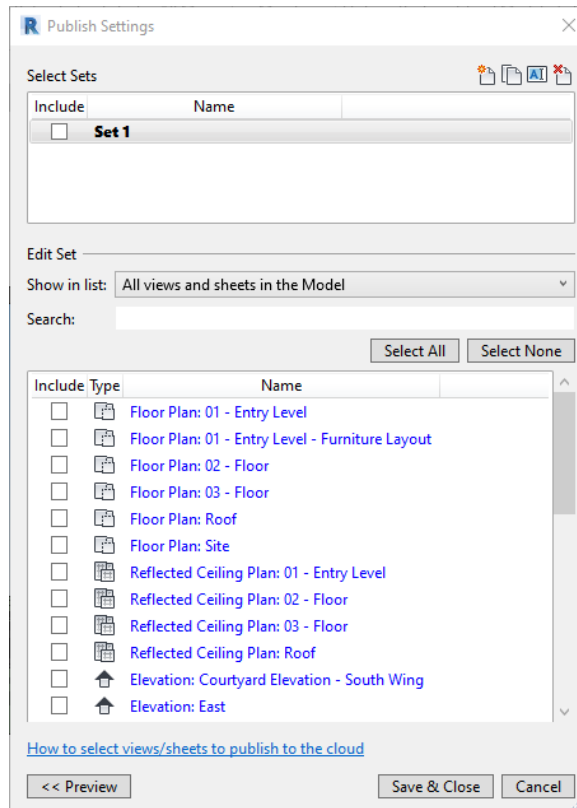 R Publish Settings
Select Sets
AI
Include Name
Set 1
Edit Set
Show in list: All views and sheets in the Model
Search:
Select All Select None
Include Type Name
Floor Plan: 01 - Entry Level
Floor Plan: 01 - Entry Level - Furniture Layout
Floor Plan: 02 - Floor
Floor Plan: 03 - Floor
Floor Plan: Roof
Floor Plan: Site
Reflected Ceiling Plan: 01 - Entry Level
Reflected Ceiling Plan: 02 - Floor
Reflected Ceiling Plan: 03 - Floor
Reflected Ceiling Plan: Roof
Elevation: Courtyard Elevation - South Wing
Elevation: East
How to select views/sheets to publish to the cloud
<< Preview Save & Close Cancel